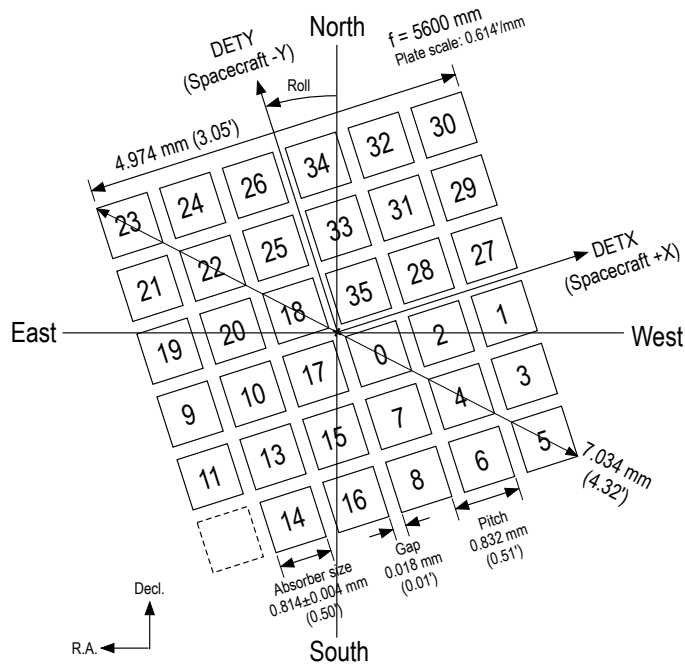 North
DETY
(Spacecraft -Y)
f = 5600 mm
Plate scale: 0.614'/mm
Roll
4.974 mm (3.05')
23 24 26 34 32 30
21 22 25 33 31 29
19 20 18 35 28 27
9 10 17 0 2 1
11 13 15 7 4 3
14 16 8 6 5
DETX
(Spacecraft +X)
East
West
7.034 mm
(4.32')
Pitch
0.832 mm
(0.51')
Gap
0.018 mm
(0.01')
Absorber size
0.814±0.004 mm
(0.50')
Decl.
R.A.
South